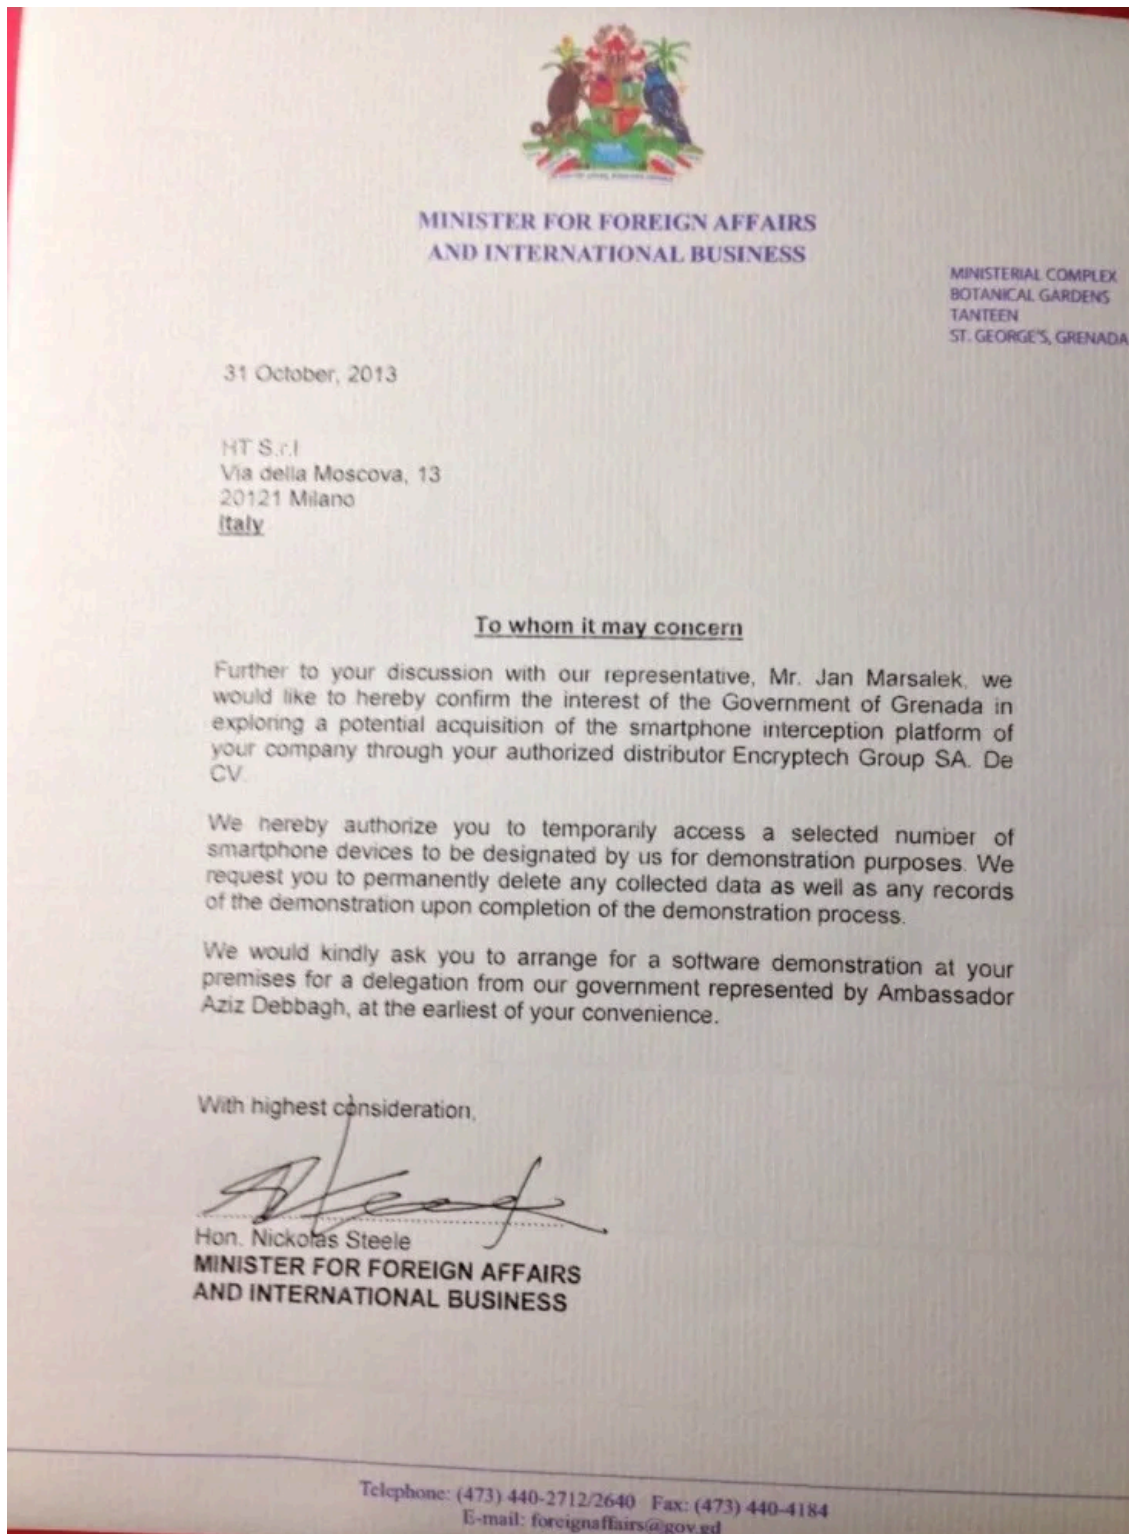 MINISTER FOR FOREIGN AFFAIRS
AND INTERNATIONAL BUSINESS
MINISTERIAL COMPLEX
BOTANICAL GARDENS
TANTEEN
ST. GEORGE'S, GRENADA
31 October, 2013
HT S.r.l
Via della Moscova, 13
20121 Milano
Italy
To whom it may concern
Further to your discussion with our representative, Mr. Jan Marsalek, we
would like to hereby confirm the interest of the Government of Grenada in
exploring a potential acquisition of the smartphone interception platform of
your company through your authorized distributor Encryptech Group SA. De
CV.
We hereby authorize you to temporarily access a selected number of
smartphone devices to be designated by us for demonstration purposes. We
request you to permanently delete any collected data as well as any records
of the demonstration upon completion of the demonstration process.
We would kindly ask you to arrange for a software demonstration at your
premises for a delegation from our government represented by Ambassador
Aziz Debbagh, at the earliest of your convenience.
With highest consideration,
Hon. Nickolas Steele
MINISTER FOR FOREIGN AFFAIRS
AND INTERNATIONAL BUSINESS
Telephone: (473) 440-2712/2640 Fax: (473) 440-4184
E-mail: foreignaffairs@gov.gd